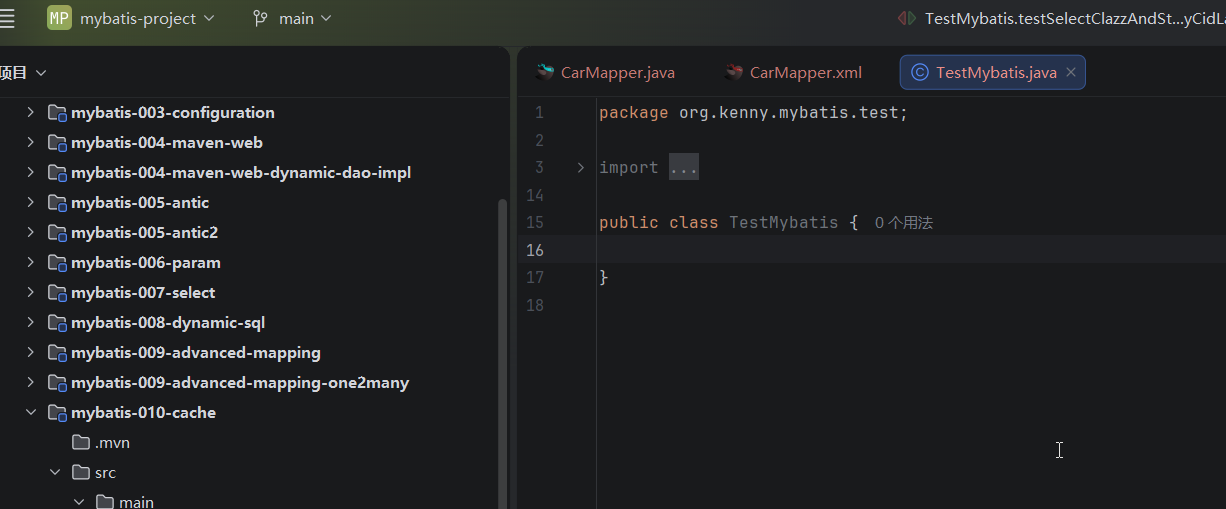 MP mybatis-project main TestMybatis.testSelectClazzAndSt...yCidLa
项目
CarMapper.java CarMapper.xml TestMybatis.java
mybatis-003-configuration
mybatis-004-maven-web
mybatis-004-maven-web-dynamic-dao-impl
mybatis-005-antic
mybatis-005-antic2
mybatis-006-param
mybatis-007-select
mybatis-008-dynamic-sql
mybatis-009-advanced-mapping
mybatis-009-advanced-mapping-one2many
mybatis-010-cache
.mvn
src
main
1 package org.kenny.mybatis.test;
2
3 import ...
14
15 public class TestMybatis { 0 个用法
16
17 }
18